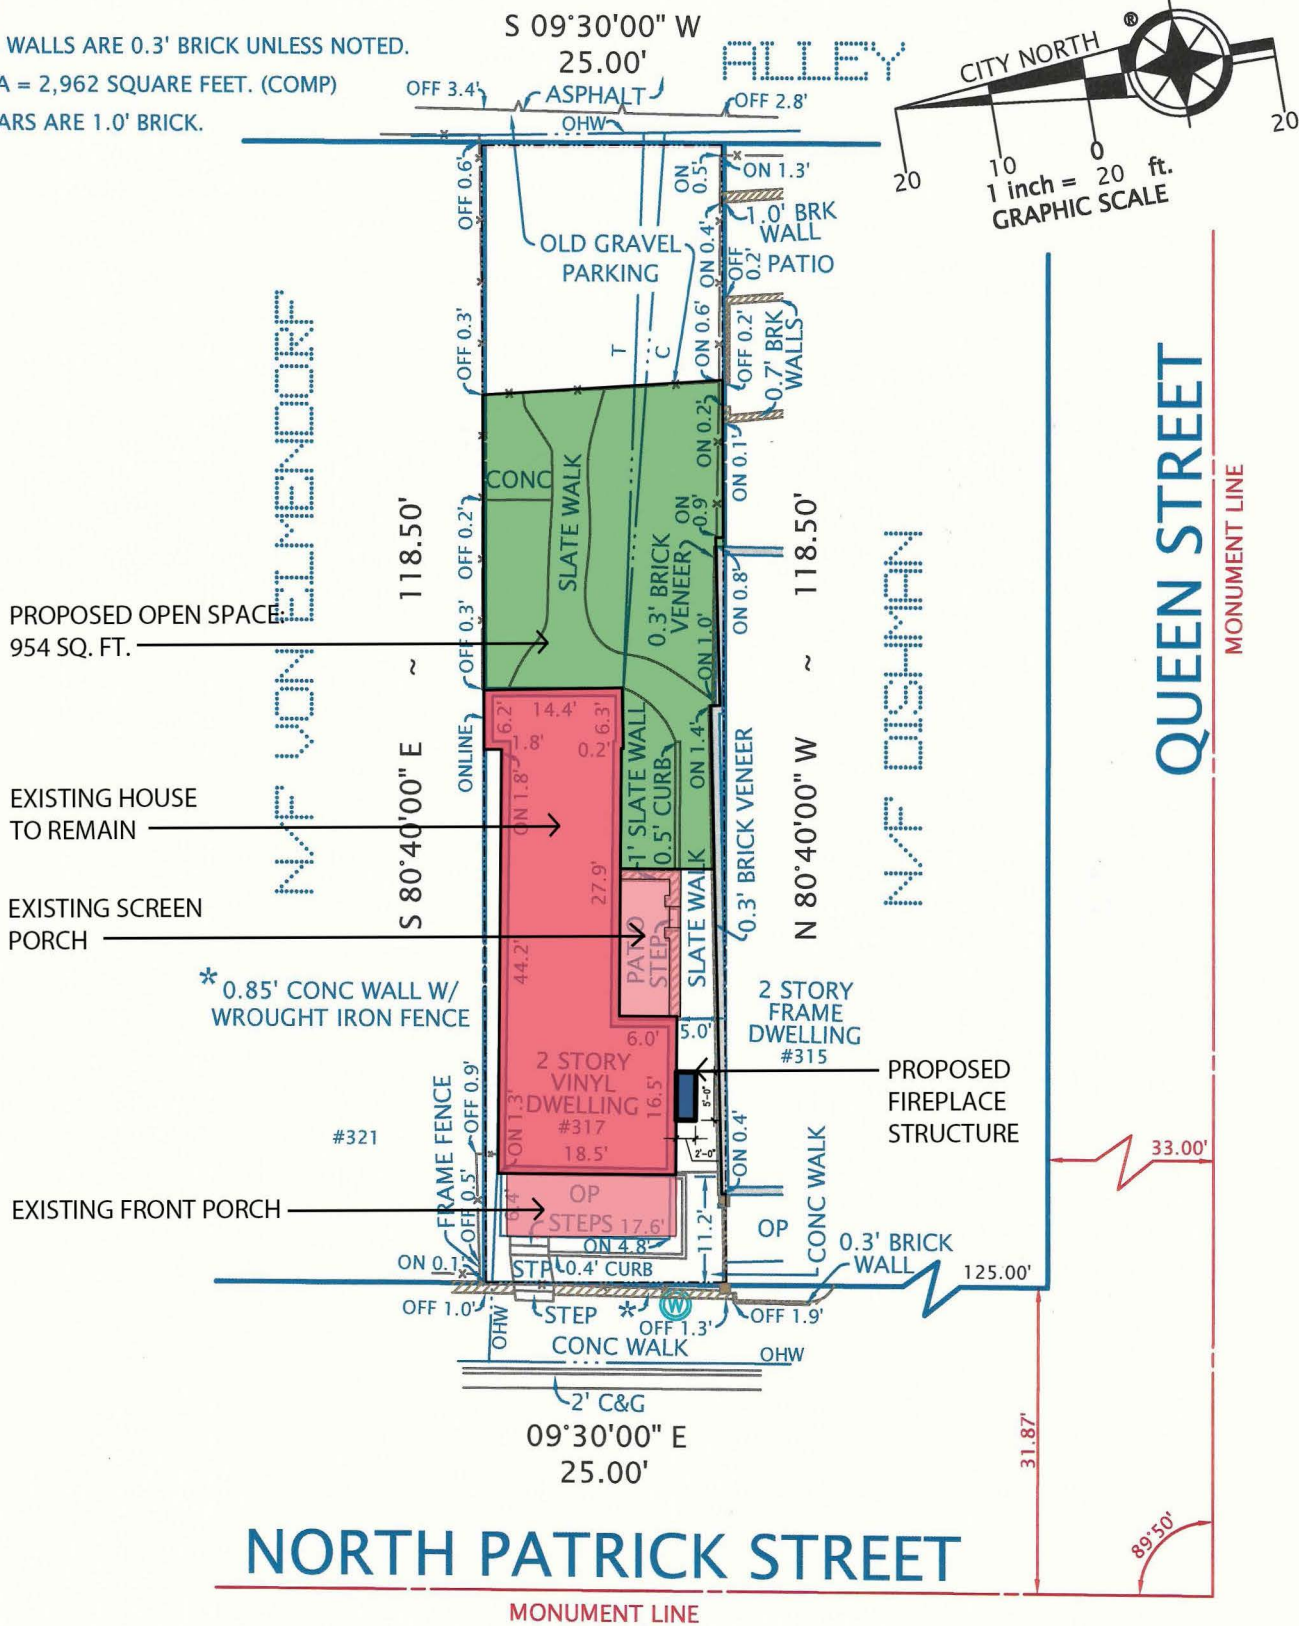 S 09°30'00" W
25.00'
WALLS ARE 0.3' BRICK UNLESS NOTED.
A = 2,962 SQUARE FEET. (COMP)
ARS ARE 1.0' BRICK.
ALLEY
®
CITY NORTH
20
10
0
20
1 inch = 20 ft.
GRAPHIC SCALE
OFF 3.4'
ASPHALT
OFF 2.8'
OHW
OFF 0.6'
ON 0.5'
ON 1.3'
1.0' BRK
WALL
PATIO
ON 0.4'
OFF 0.2'
OLD GRAVEL
PARKING
OFF 0.3'
T
C
ON 0.6'
OFF 0.2'
0.7' BRK
WALLS
ON 0.2'
ON 0.1'
CONC
SLATE WALK
ON 0.9'
OFF 0.2'
0.3' BRICK
VENEER
ON 0.8'
N/F VON ELMENDORF
S 80°40'00" E ~ 118.50'
N 80°40'00" W ~ 118.50'
N/F DISHMAN
QUEEN STREET
MONUMENT LINE
PROPOSED OPEN SPACE:
954 SQ. FT.
OFF 0.3'
ON 1.0'
ONLINE
6.2'
14.4'
6.3'
1.8'
0.2'
ON 1.8'
1' SLATE WALL
0.5' CURB
ON 1.4'
0.3' BRICK VENEER
EXISTING HOUSE
TO REMAIN
27.9'
44.2'
EXISTING SCREEN
PORCH
PATIO
STEP
SLATE WALK
* 0.85' CONC WALL W/
WROUGHT IRON FENCE
2 STORY
FRAME
DWELLING
#315
6.0'
5.0'
2 STORY
VINYL
DWELLING
#317
18.5'
16.5'
ON 1.3'
5'-0"
2'-0"
PROPOSED
FIREPLACE
STRUCTURE
#321
FRAME FENCE
OFF 0.9'
OFF 0.5'
ON 0.4'
CONC WALK
33.00'
EXISTING FRONT PORCH
6.4'
OP
STEPS 17.6'
ON 4.8'
11.2'
OP
0.3' BRICK
WALL
125.00'
ON 0.1'
STP
0.4' CURB
OFF 1.0'
STEP
*
W
OFF 1.3'
OFF 1.9'
OHW
CONC WALK
OHW
2' C&G
09°30'00" E
25.00'
31.87'
89°50'
NORTH PATRICK STREET
MONUMENT LINE